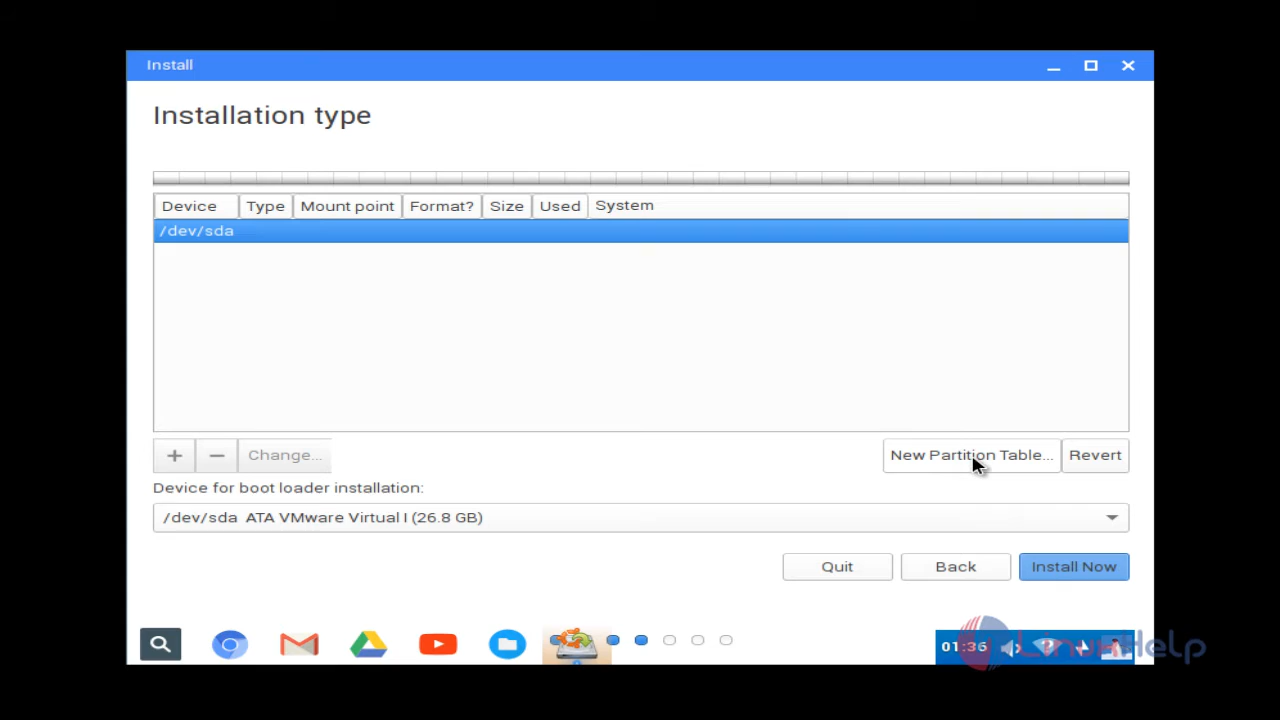 Install
Installation type
Device Type Mount point Format? Size Used System
/dev/sda
+ − Change... New Partition Table... Revert
Device for boot loader installation:
/dev/sda ATA VMware Virtual I (26.8 GB)
Quit Back Install Now
01:36
LinuxHelp